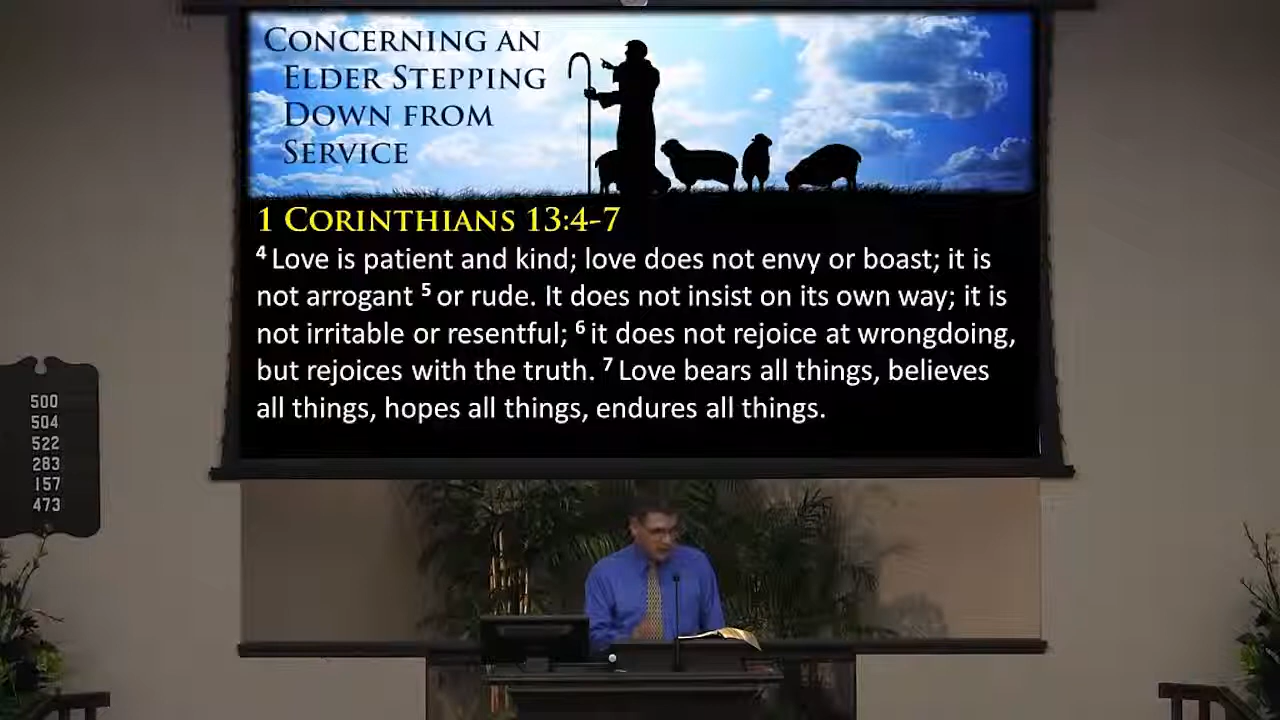 CONCERNING AN
ELDER STEPPING
DOWN FROM
SERVICE
1 CORINTHIANS 13:4-7
4 Love is patient and kind; love does not envy or boast; it is
not arrogant 5 or rude. It does not insist on its own way; it is
not irritable or resentful; 6 it does not rejoice at wrongdoing,
but rejoices with the truth. 7 Love bears all things, believes
all things, hopes all things, endures all things.
500
504
522
283
157
473